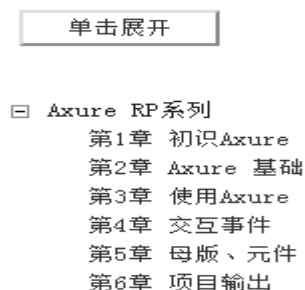 单击展开
Axure RP系列
第1章 初识Axure
第2章 Axure 基础
第3章 使用Axure
第4章 交互事件
第5章 母版、元件
第6章 项目输出